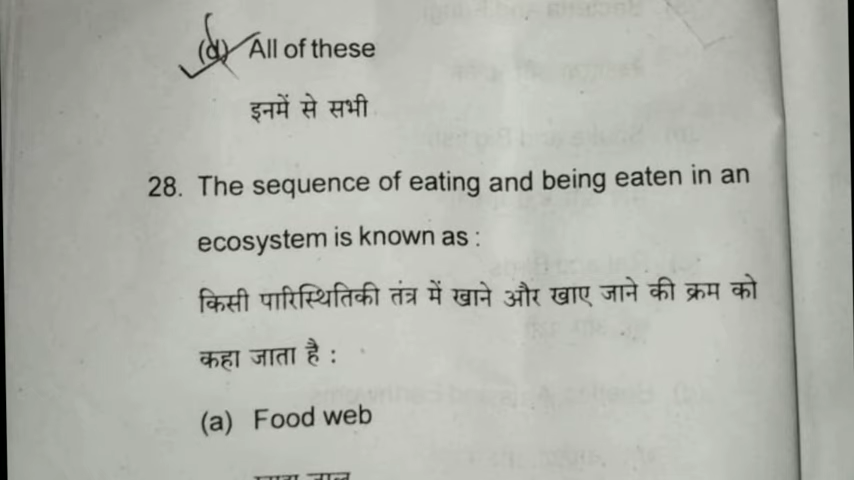 (d) All of these
इनमें से सभी
28. The sequence of eating and being eaten in an
ecosystem is known as :
किसी पारिस्थितिकी तंत्र में खाने और खाए जाने की क्रम को
कहा जाता है :
(a) Food web